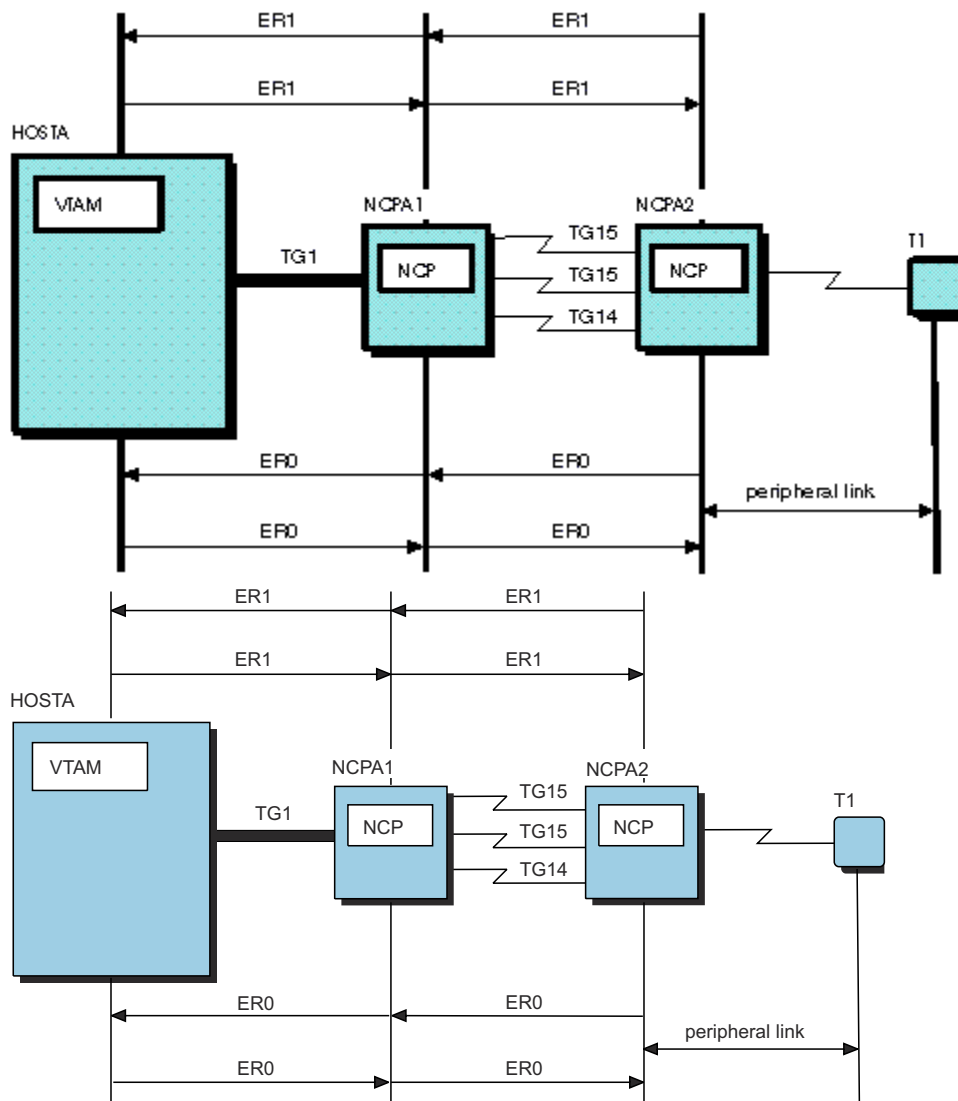 ER1 ER1
ER1 ER1
HOSTA
VTAM
NCPA1
NCPA2
TG15
T1
TG1
NCP
TG15
NCP
TG14
ER0 ER0
peripheral link
ER0 ER0
ER1 ER1
ER1 ER1
HOSTA
VTAM
NCPA1
NCPA2
TG15
T1
TG1
NCP
TG15
NCP
TG14
ER0 ER0
peripheral link
ER0 ER0